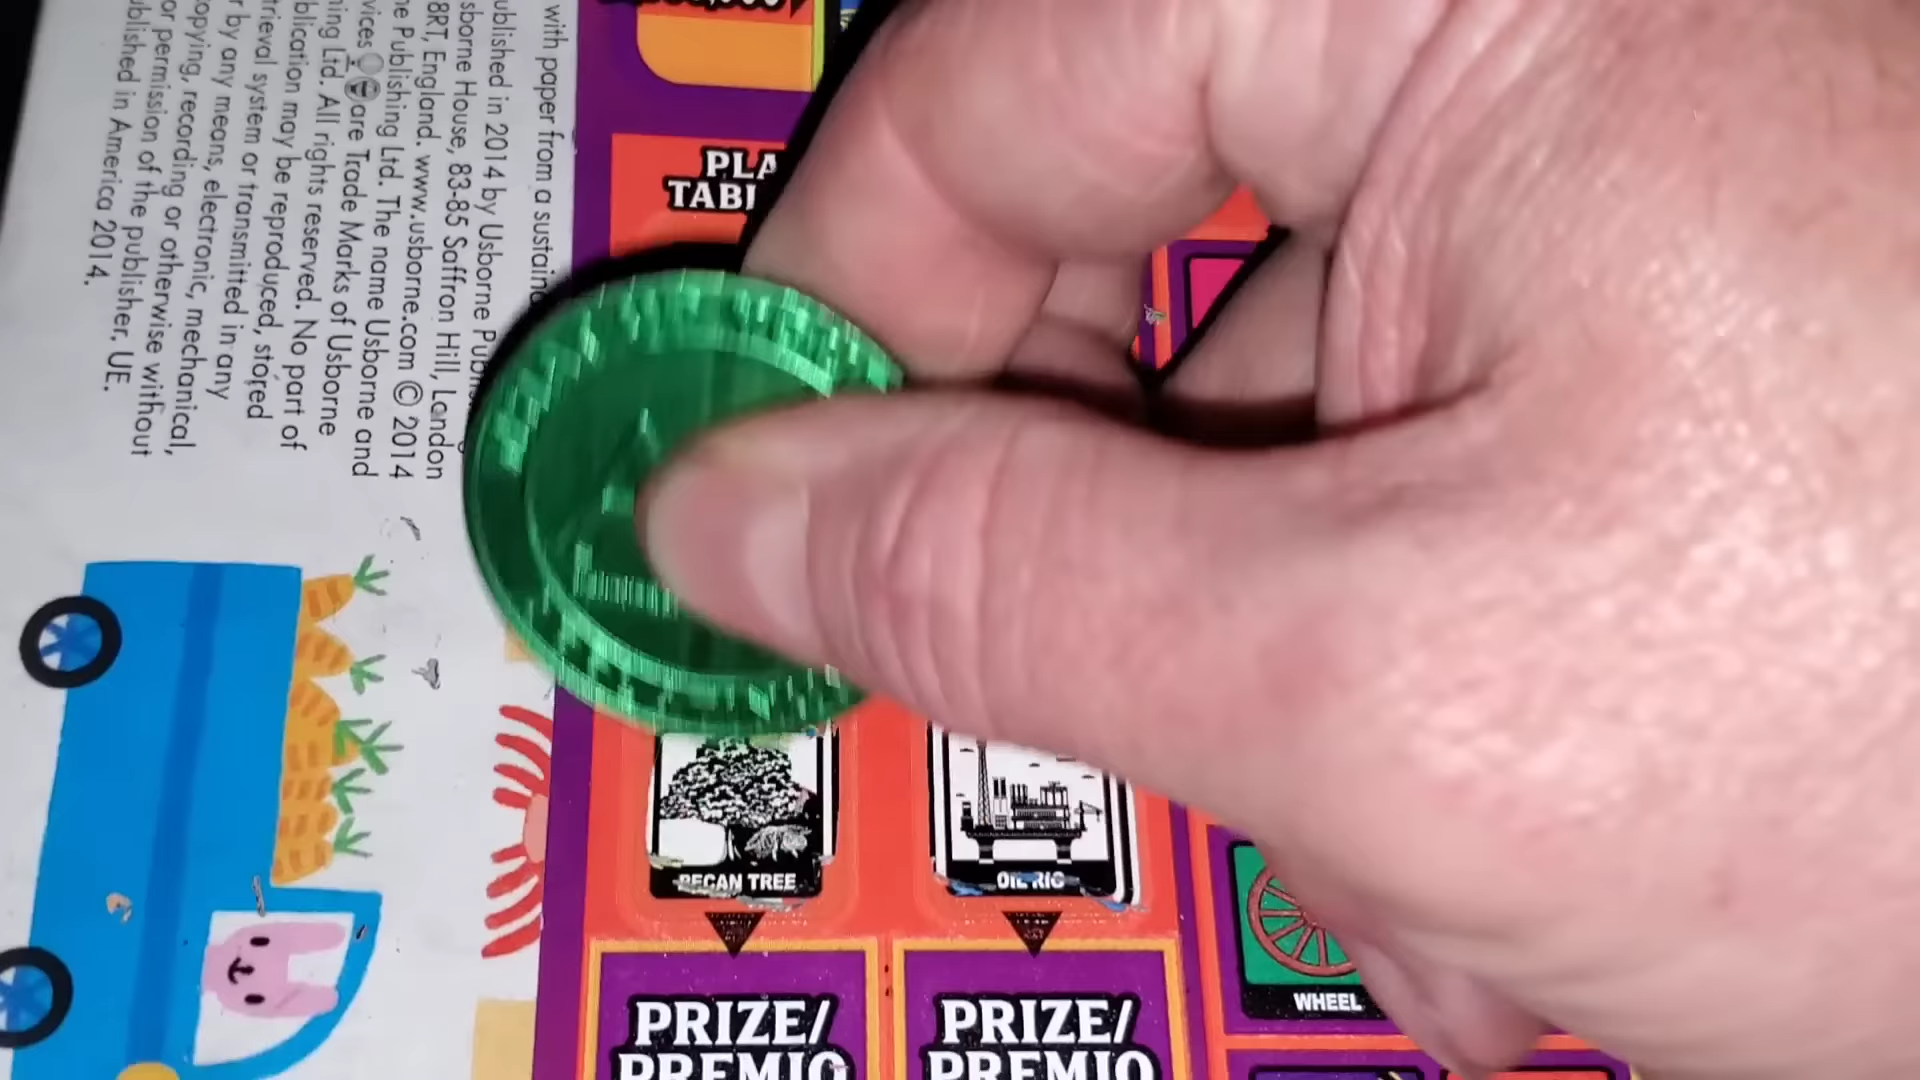 with paper from a
ublished in 2014 by Usborne
sborne House, 83-85 Saffron Hill, London
8RT, England. www.usborne.com © 2014
ne Publishing Ltd. The name Usborne and
vices are Trade Marks of Usborne
hing Ltd. All rights reserved. No part of
blication may be reproduced, stored
trieval system or transmitted in any
r by any means, electronic, mechanical,
copying, recording or otherwise without
or permission of the publisher, UE.
ublished in America 2014.
PLA
TABL
PECAN TREE
OIL RIG
WHEEL
PRIZE/
PREMIO
PRIZE/
PREMIO